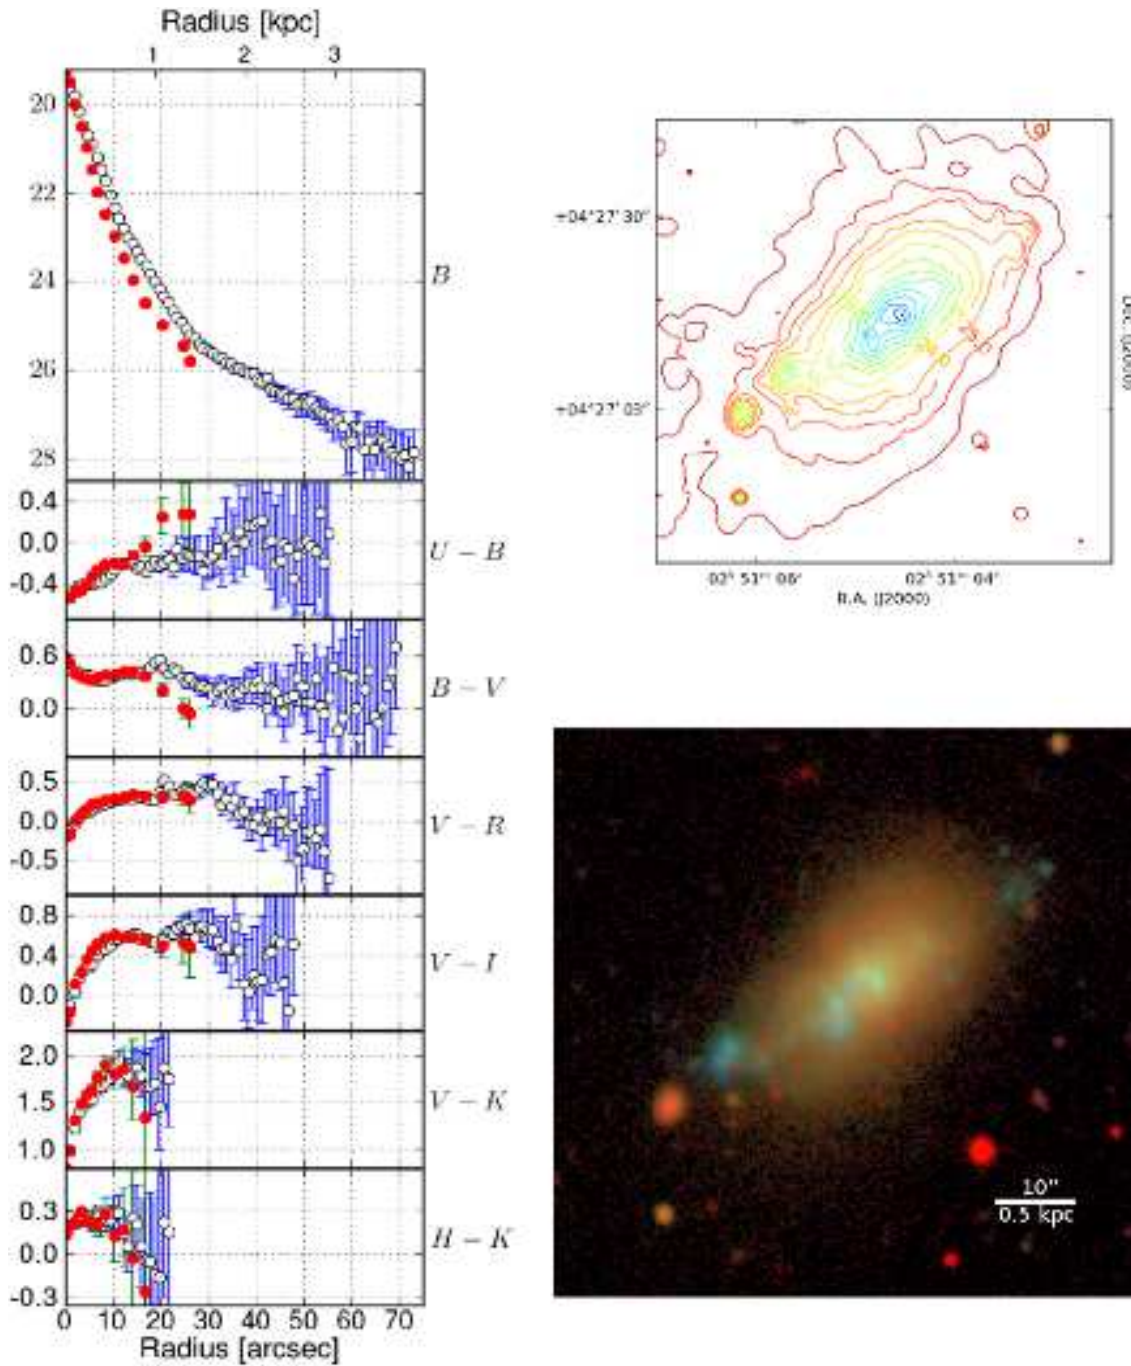 Radius [kpc]
1 2 3
20
22
24
26
28
B
0.4
0.0
-0.4
U - B
0.6
0.0
B - V
0.5
0.0
-0.5
V - R
0.8
0.4
0.0
V - I
2.0
1.5
1.0
V - K
0.3
0.0
-0.3
H - K
0 10 20 30 40 50 60 70
Radius [arcsec]
+04°27' 30"
+04°27' 03"
Dec. (J2000)
02ʰ 51ᵐ 06ˢ 02ʰ 51ᵐ 04ˢ
R.A. (J2000)
10"
0.5 kpc